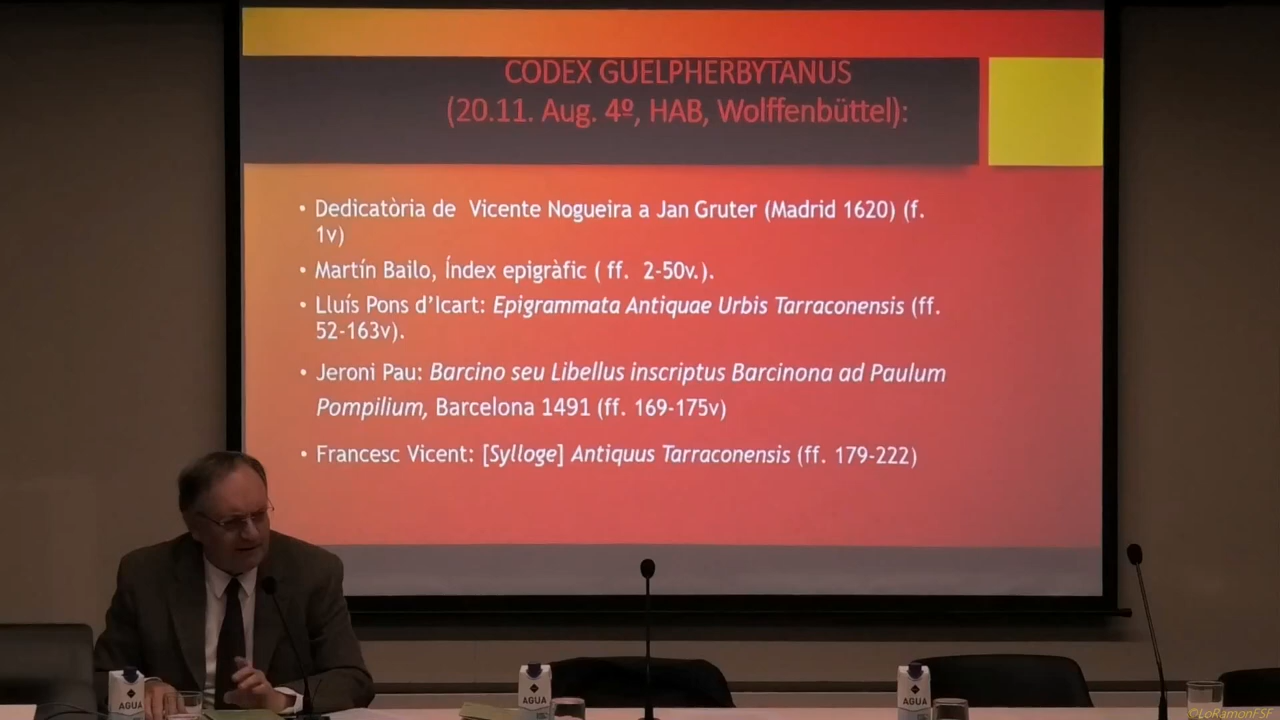 CODEX GUELPHERBYTANUS
(20.11. Aug. 4º, HAB, Wolffenbüttel):
• Dedicatòria de Vicente Nogueira a Jan Gruter (Madrid 1620) (f.
1v)
• Martín Bailo, Índex epigràfic ( ff. 2-50v.).
• Lluís Pons d'Icart: Epigrammata Antiquae Urbis Tarraconensis (ff.
52-163v).
• Jeroni Pau: Barcino seu Libellus inscriptus Barcinona ad Paulum
Pompilium, Barcelona 1491 (ff. 169-175v)
• Francesc Vicent: [Sylloge] Antiquus Tarraconensis (ff. 179-222)
AGUA
AGUA
AGUA
©LoRamonFSF